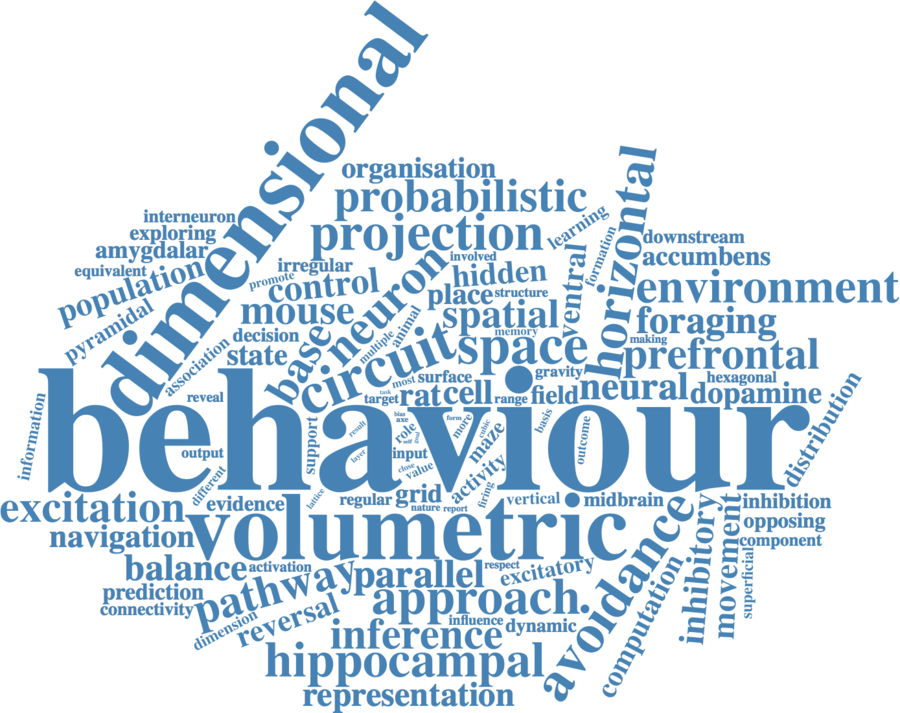 dimensional
organisation
probabilistic
interneuron
exploring
amygdalar
equivalent
population
pyramidal
projection
learning
horizontal
downstream
accumbens
irregular
promote
control
involved
hidden
formation
ventral
environment
mouse
neuron
place
structure
spatial
foraging
decision
state
association
base
multiple
animal
circuit
memory
space
making
prefrontal
behaviour
reveal
most
surface
gravity
task
target
rat
cell
range
field
neural
hexagonal
dopamine
information
output
different
support
result
layer
bias
axe
role
self
food
form
more
cubic
maze
basis
outcome
distribution
input
close
value
activity
firing
excitation
evidence
lattice
regular
grid
nature
report
vertical
midbrain
inhibition
navigation
volumetric
opposing
component
balance
activation
pathway
parallel
respect
excitatory
avoidance
inhibitory
movement
superficial
prediction
connectivity
dimension
reversal
approach.
influence
dynamic
computation
inference
hippocampal
representation